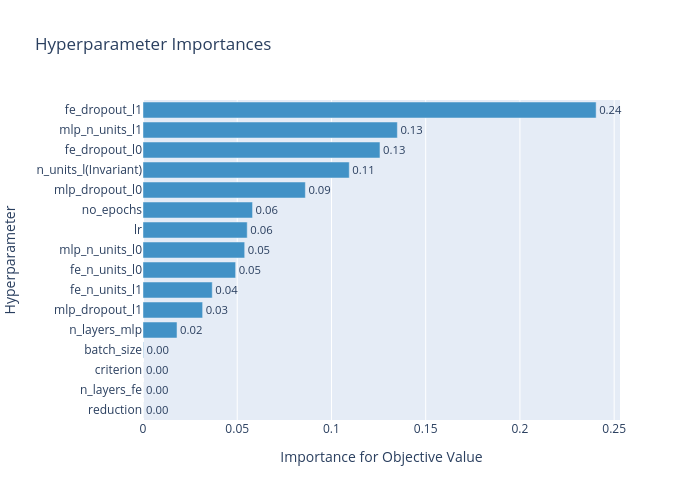 Hyperparameter Importances
Hyperparameter
fe_dropout_l1 0.24
mlp_n_units_l1 0.13
fe_dropout_l0 0.13
n_units_l(Invariant) 0.11
mlp_dropout_l0 0.09
no_epochs 0.06
lr 0.06
mlp_n_units_l0 0.05
fe_n_units_l0 0.05
fe_n_units_l1 0.04
mlp_dropout_l1 0.03
n_layers_mlp 0.02
batch_size 0.00
criterion 0.00
n_layers_fe 0.00
reduction 0.00
0 0.05 0.1 0.15 0.2 0.25
Importance for Objective Value